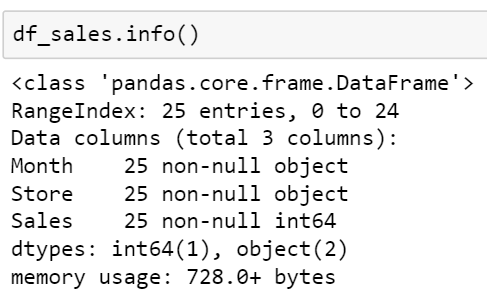 df_sales.info()
<class 'pandas.core.frame.DataFrame'>
RangeIndex: 25 entries, 0 to 24
Data columns (total 3 columns):
Month    25 non-null object
Store    25 non-null object
Sales    25 non-null int64
dtypes: int64(1), object(2)
memory usage: 728.0+ bytes